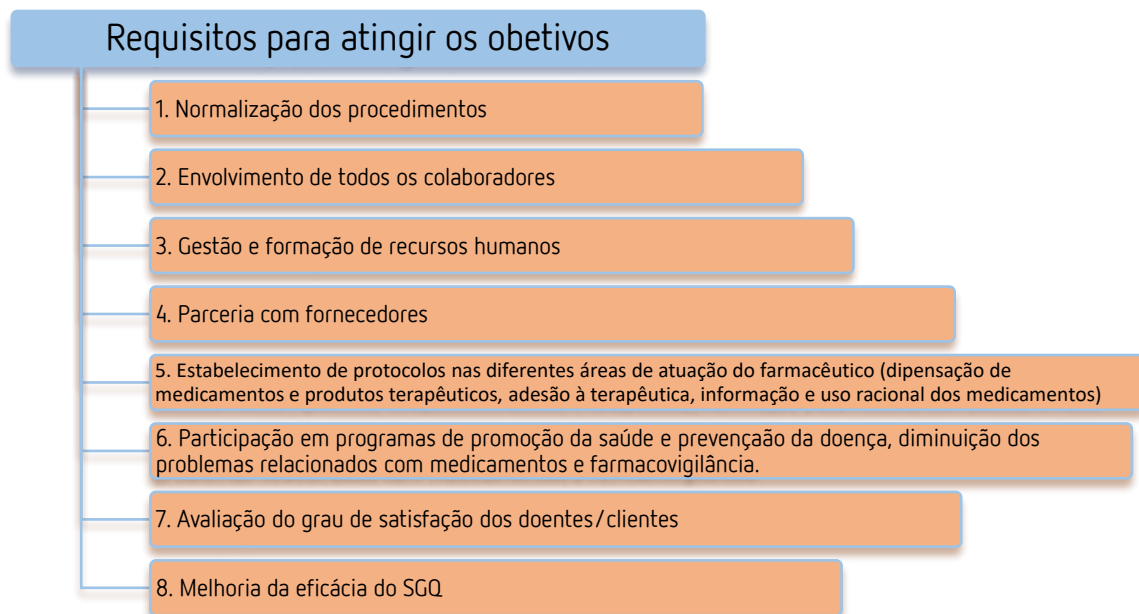 Requisitos para atingir os obetivos
1. Normalização dos procedimentos
2. Envolvimento de todos os colaboradores
3. Gestão e formação de recursos humanos
4. Parceria com fornecedores
5. Estabelecimento de protocolos nas diferentes áreas de atuação do farmacêutico (dipensação de
medicamentos e produtos terapêuticos, adesão à terapêutica, informação e uso racional dos medicamentos)
6. Participação em programas de promoção da saúde e prevençaão da doença, diminuição dos
problemas relacionados com medicamentos e farmacovigilância.
7. Avaliação do grau de satisfação dos doentes/clientes
8. Melhoria da eficácia do SGQ